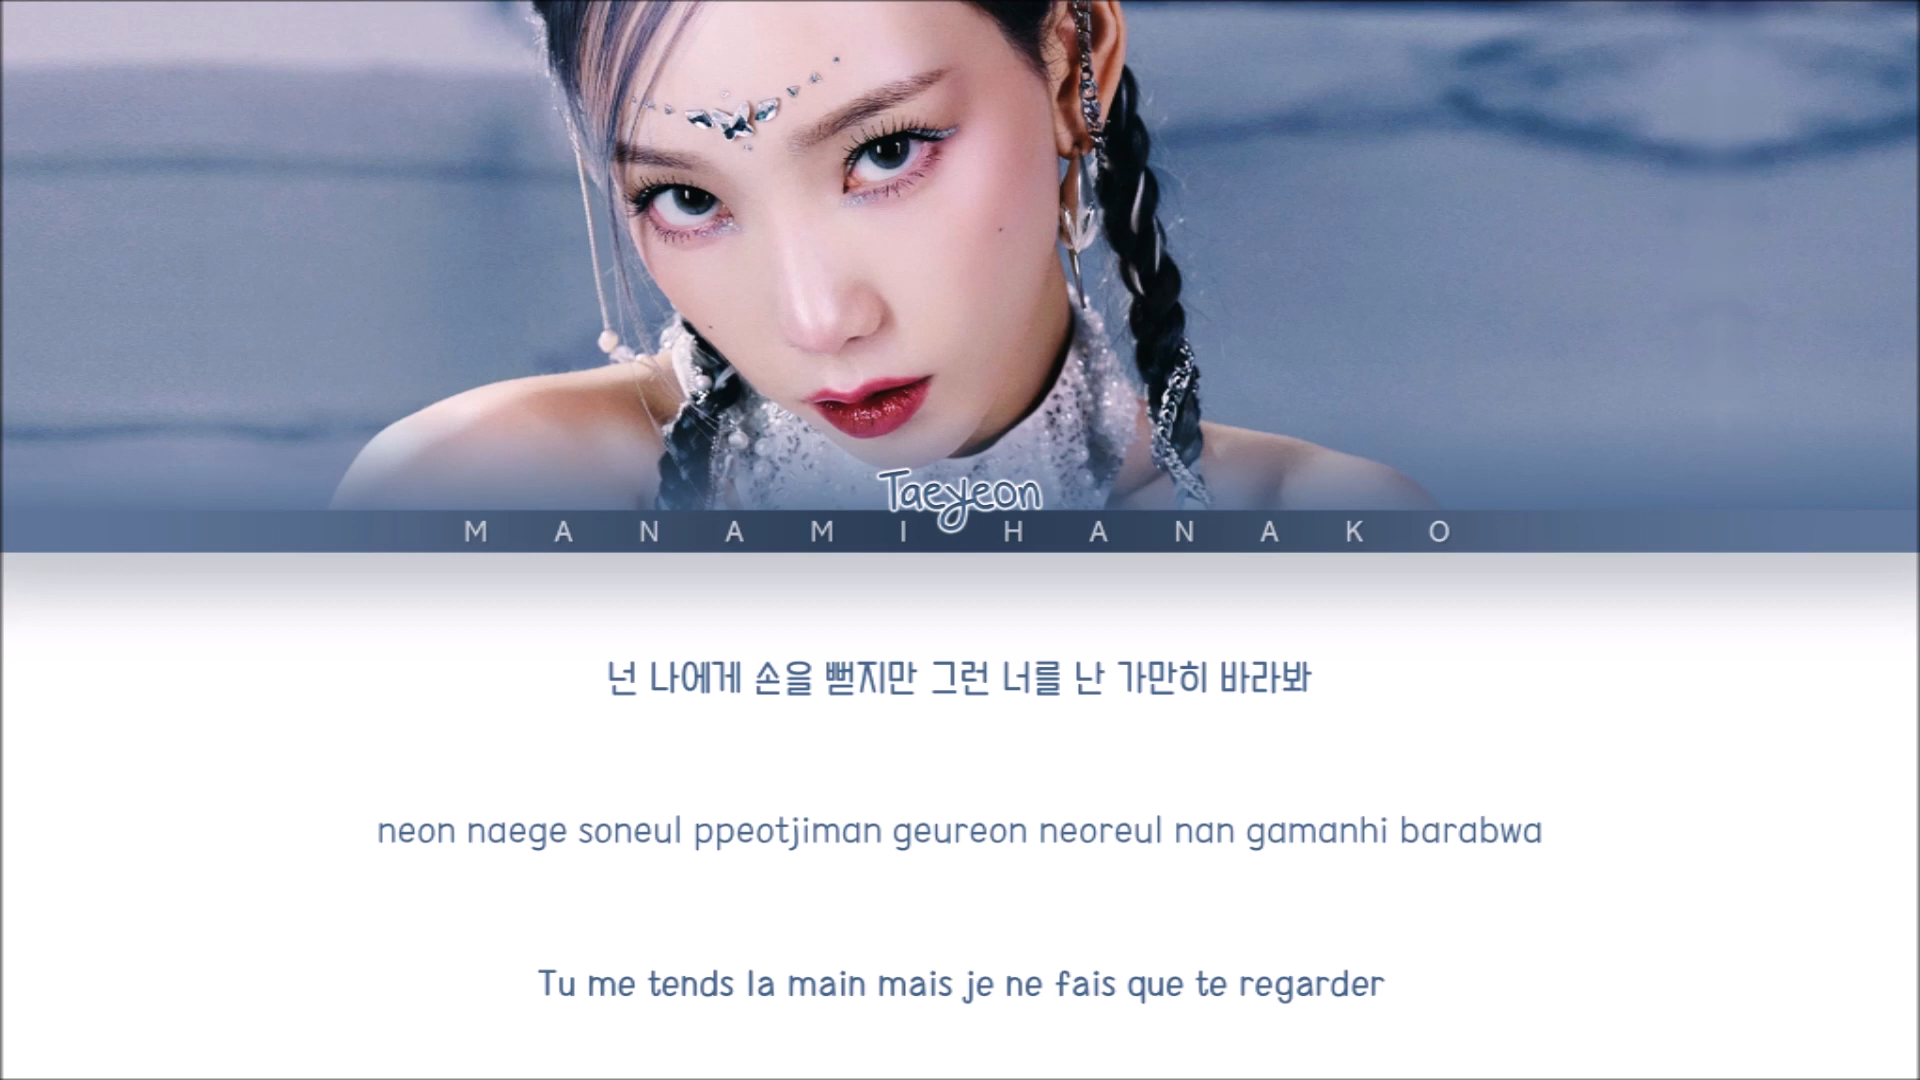 Taeyeon
MANAMI HANAKO
넌 나에게 손을 뻗지만 그런 너를 난 가만히 바라봐
neon naege soneul ppeotjiman geureon neoreul nan gamanhi barabwa
Tu me tends la main mais je ne fais que te regarder